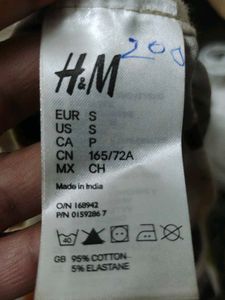 200
H&M
EUR S
US S
CA P
CN 165/72A
MX CH
Made in India
O/N 168942
P/N 0159286 7
40
GB 95% COTTON
5% ELASTANE